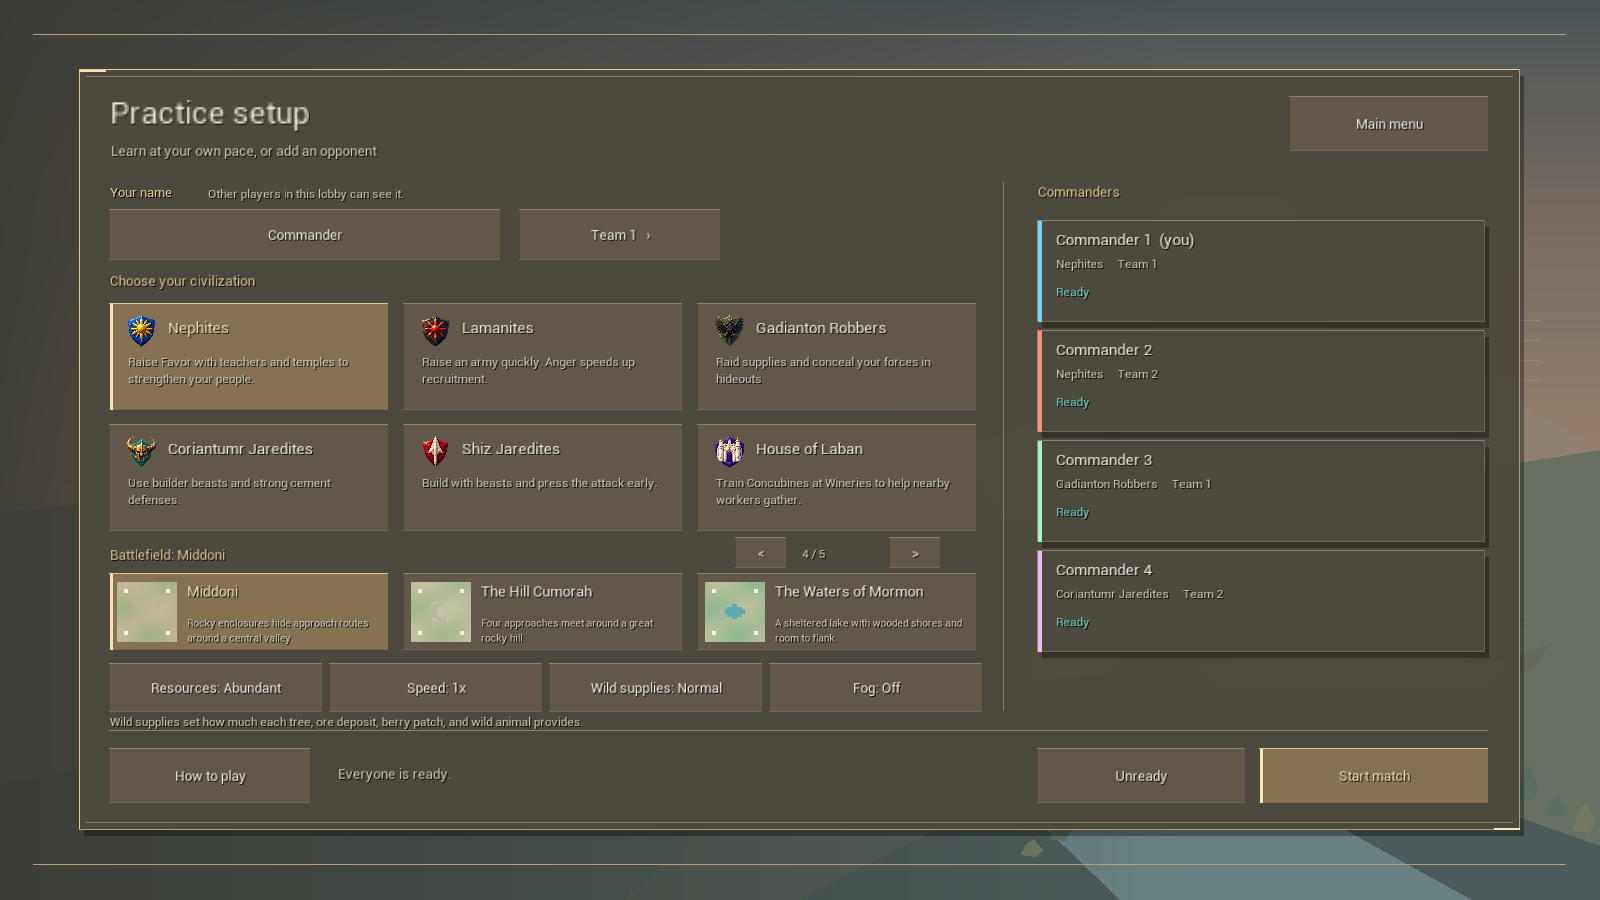 Practice setup
Main menu
Learn at your own pace, or add an opponent
Your name
Other players in this lobby can see it.
Commander
Team 1 ›
Choose your civilization
Nephites
Raise Favor with teachers and temples to
strengthen your people.
Lamanites
Raise an army quickly. Anger speeds up
recruitment.
Gadianton Robbers
Raid supplies and conceal your forces in
hideouts.
Coriantumr Jaredites
Use builder beasts and strong cement
defenses.
Shiz Jaredites
Build with beasts and press the attack early.
House of Laban
Train Concubines at Wineries to help nearby
workers gather.
Battlefield: Middoni
< 4 / 5 >
Middoni
Rocky enclosures hide approach routes
around a central valley.
The Hill Cumorah
Four approaches meet around a great
rocky hill.
The Waters of Mormon
A sheltered lake with wooded shores and
room to flank.
Resources: Abundant
Speed: 1x
Wild supplies: Normal
Fog: Off
Wild supplies set how much each tree, ore deposit, berry patch, and wild animal provides.
Commanders
Commander 1 (you)
Nephites Team 1
Ready
Commander 2
Nephites Team 2
Ready
Commander 3
Gadianton Robbers Team 1
Ready
Commander 4
Coriantumr Jaredites Team 2
Ready
How to play
Everyone is ready.
Unready
Start match